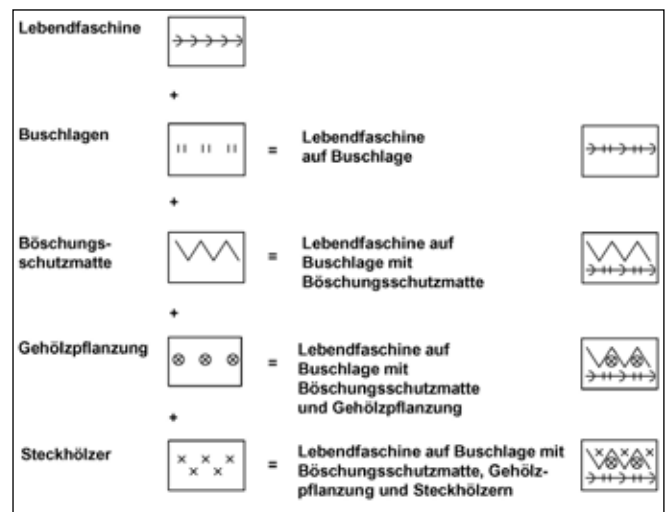 Lebendfaschine
+
Buschlagen
=
Lebendfaschine
auf Buschlage
+
Böschungs-
schutzmatte
=
Lebendfaschine auf
Buschlage mit
Böschungsschutzmatte
+
Gehölzpflanzung
=
Lebendfaschine auf
Buschlage mit
Böschungsschutzmatte
und Gehölzpflanzung
+
Steckhölzer
=
Lebendfaschine auf Buschlage mit
Böschungsschutzmatte, Gehölz-
pflanzung und Steckhölzern